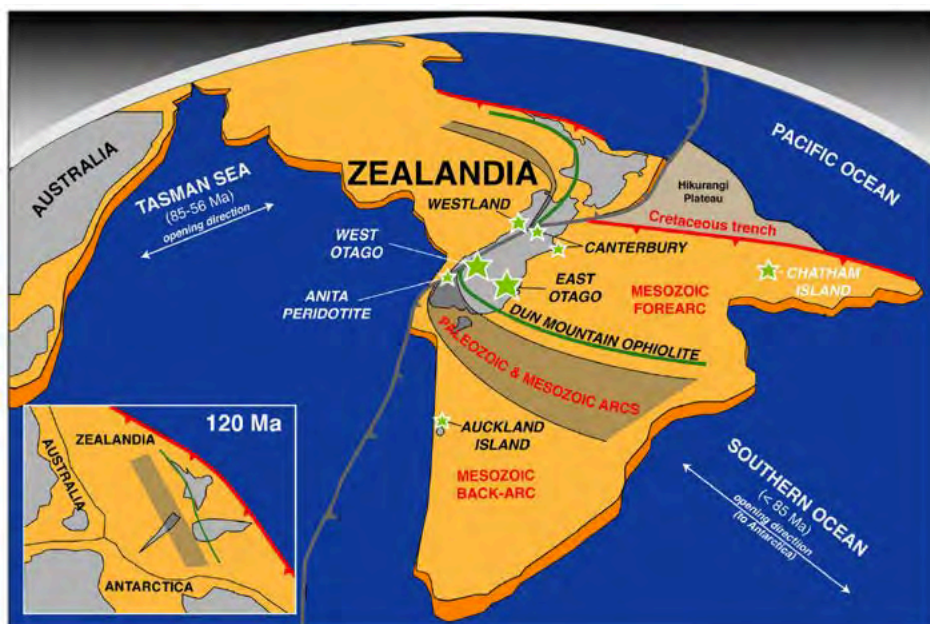 AUSTRALIA
TASMAN SEA
(85-56 Ma)
opening direction
ZEALANDIA
WESTLAND
WEST
OTAGO
ANITA
PERIDOTITE
PACIFIC OCEAN
Hikurangi
Plateau
Cretaceous trench
CANTERBURY
CHATHAM
ISLAND
EAST
OTAGO
MESOZOIC
FOREARC
DUN MOUNTAIN OPHIOLITE
PALEOZOIC & MESOZOIC ARCS
AUCKLAND
ISLAND
MESOZOIC
BACK-ARC
SOUTHERN OCEAN
(< 85 Ma)
opening direction
(to Antarctica)
120 Ma
ZEALANDIA
AUSTRALIA
ANTARCTICA